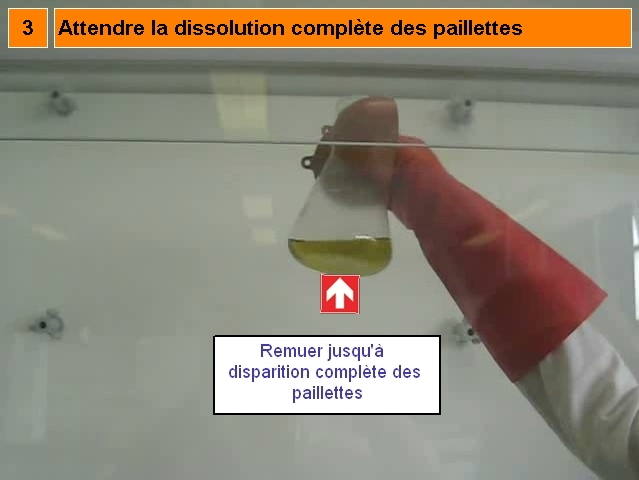 3 Attendre la dissolution complète des paillettes
Remuer jusqu'à
disparition complète des
paillettes